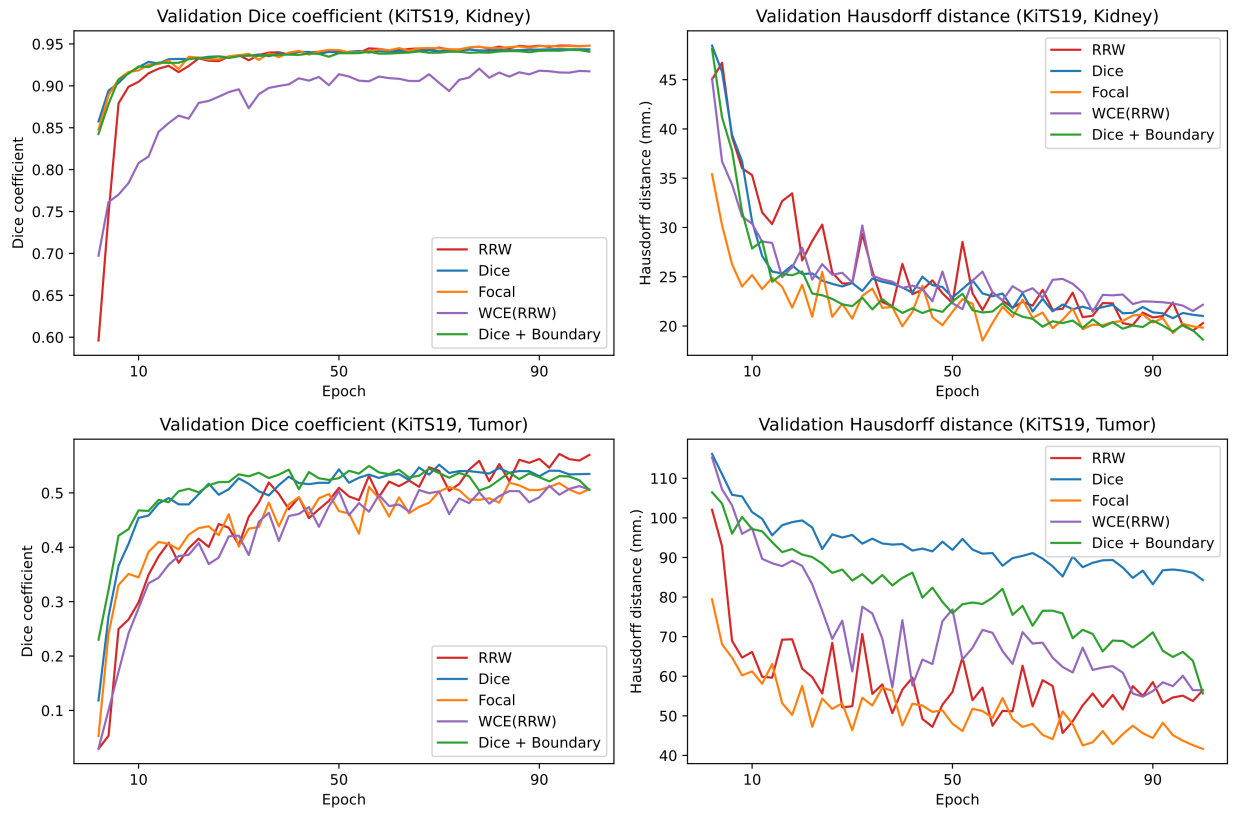 Validation Dice coefficient (KiTS19, Kidney)
Dice coefficient
0.95
0.90
0.85
0.80
0.75
0.70
0.65
0.60
10
50
90
Epoch
RRW
Dice
Focal
WCE(RRW)
Dice + Boundary
Validation Hausdorff distance (KiTS19, Kidney)
Hausdorff distance (mm.)
45
40
35
30
25
20
10
50
90
Epoch
RRW
Dice
Focal
WCE(RRW)
Dice + Boundary
Validation Dice coefficient (KiTS19, Tumor)
Dice coefficient
0.5
0.4
0.3
0.2
0.1
10
50
90
Epoch
RRW
Dice
Focal
WCE(RRW)
Dice + Boundary
Validation Hausdorff distance (KiTS19, Tumor)
Hausdorff distance (mm.)
110
100
90
80
70
60
50
40
10
50
90
Epoch
RRW
Dice
Focal
WCE(RRW)
Dice + Boundary